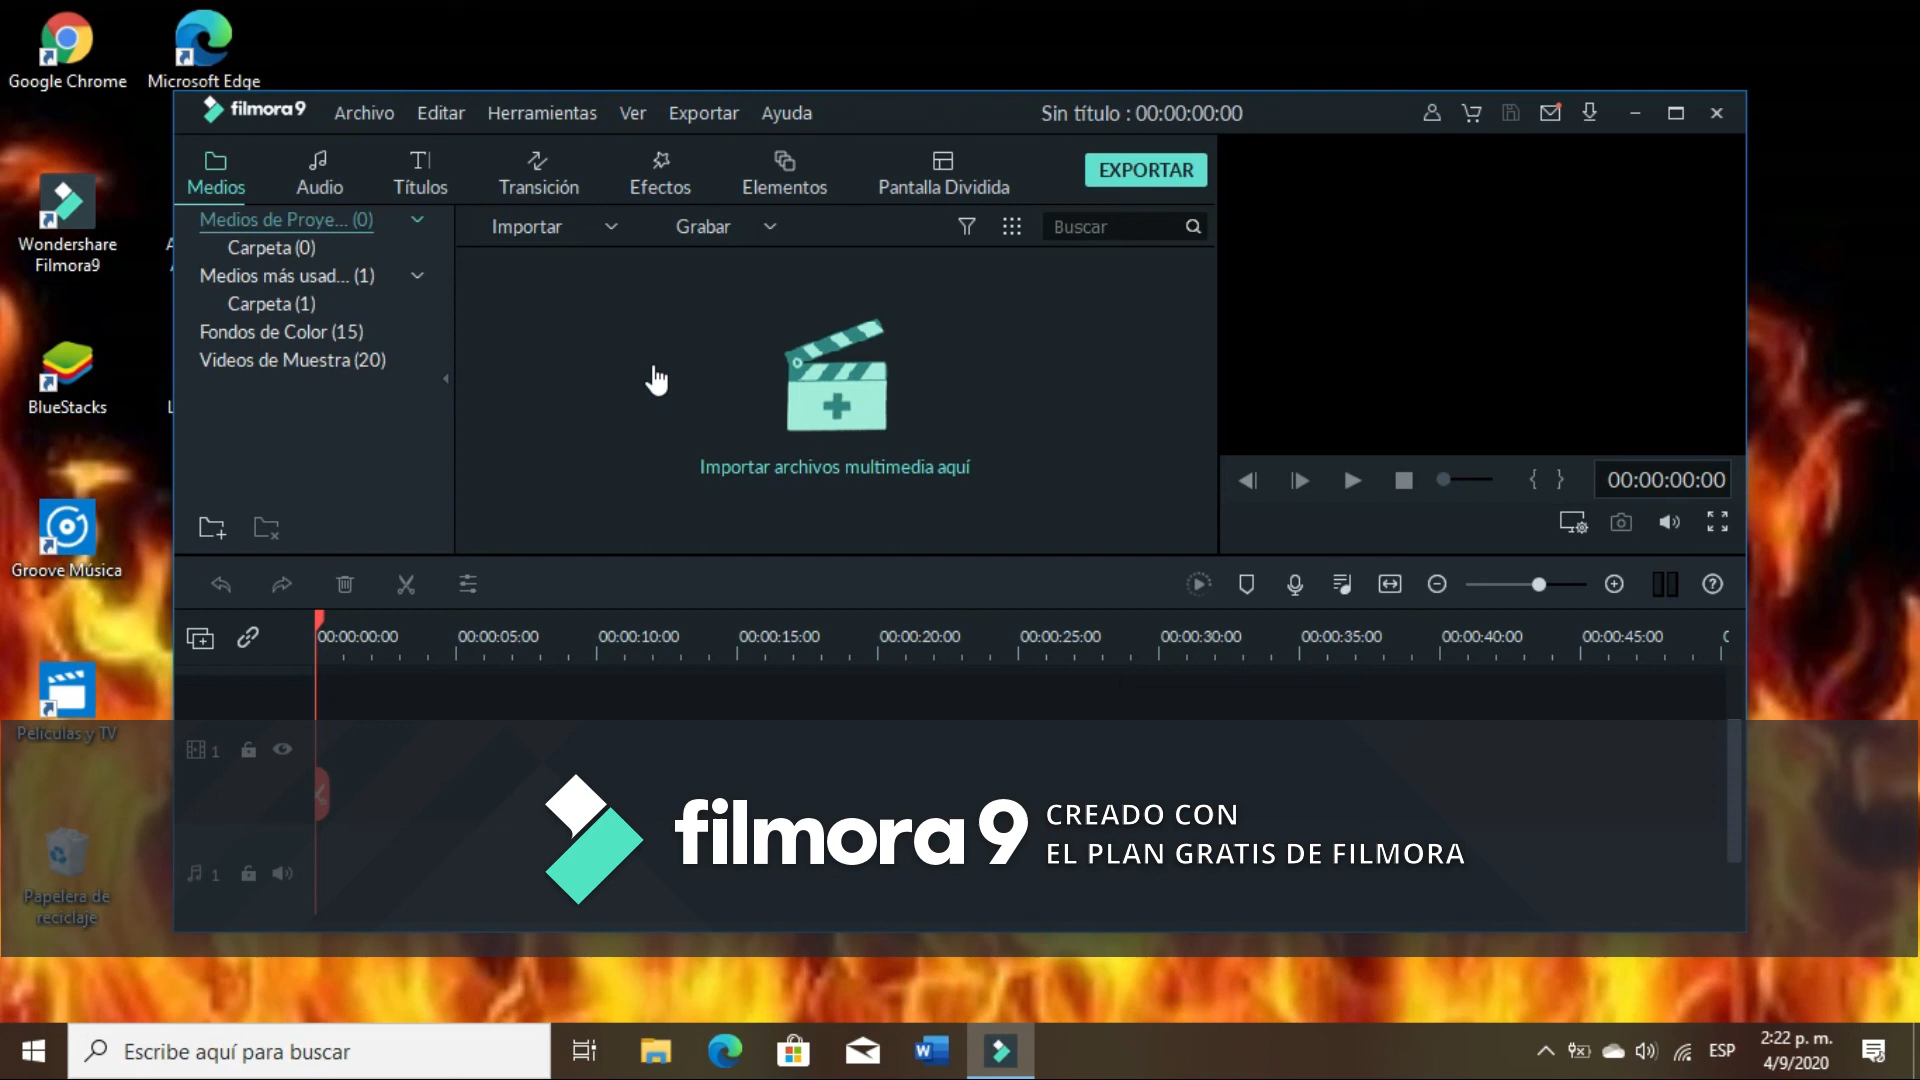 Google Chrome
Microsoft Edge
Wondershare
Filmora9
BlueStacks
Groove Música
Películas y TV
Papelera de
reciclaje
filmora9
Archivo
Editar
Herramientas
Ver
Exportar
Ayuda
Sin título : 00:00:00:00
Medios
Audio
Títulos
Transición
Efectos
Elementos
Pantalla Dividida
EXPORTAR
Medios de Proye... (0)
Carpeta (0)
Medios más usad... (1)
Carpeta (1)
Fondos de Color (15)
Videos de Muestra (20)
Importar
Grabar
Buscar
Importar archivos multimedia aquí
00:00:00:00
00:00:00:00
00:00:05:00
00:00:10:00
00:00:15:00
00:00:20:00
00:00:25:00
00:00:30:00
00:00:35:00
00:00:40:00
00:00:45:00
1
1
filmora9
CREADO CON
EL PLAN GRATIS DE FILMORA
Escribe aquí para buscar
ESP
2:22 p. m.
4/9/2020